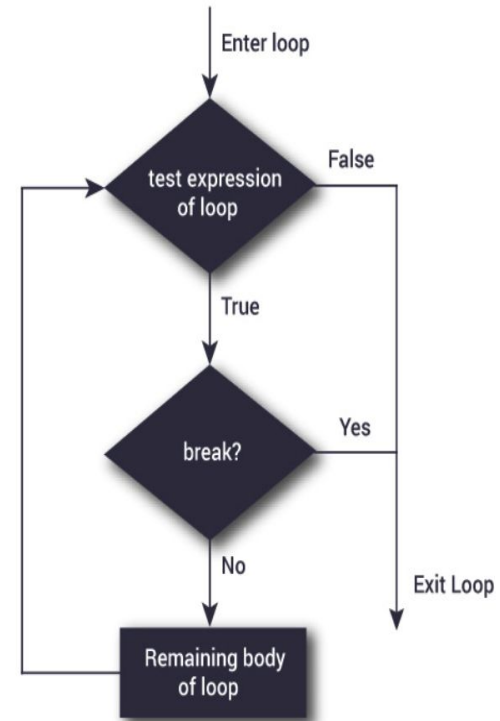 Enter loop
test expression
of loop
False
True
break?
Yes
No
Exit Loop
Remaining body
of loop